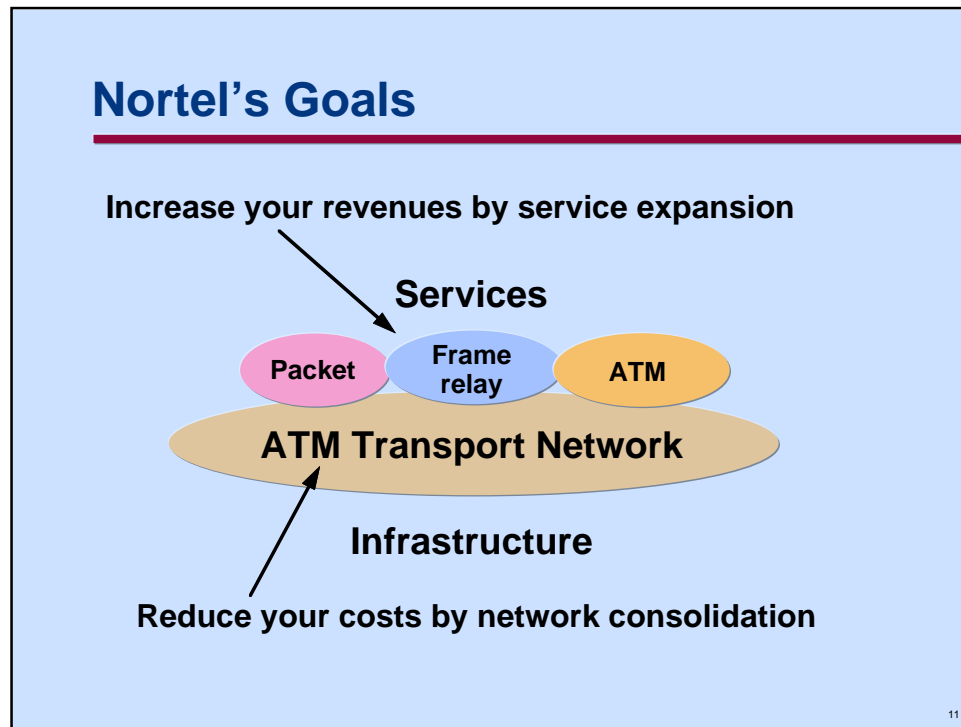 Nortel’s Goals
Increase your revenues by service expansion
Services
Packet
Frame
relay
ATM
ATM Transport Network
Infrastructure
Reduce your costs by network consolidation
11